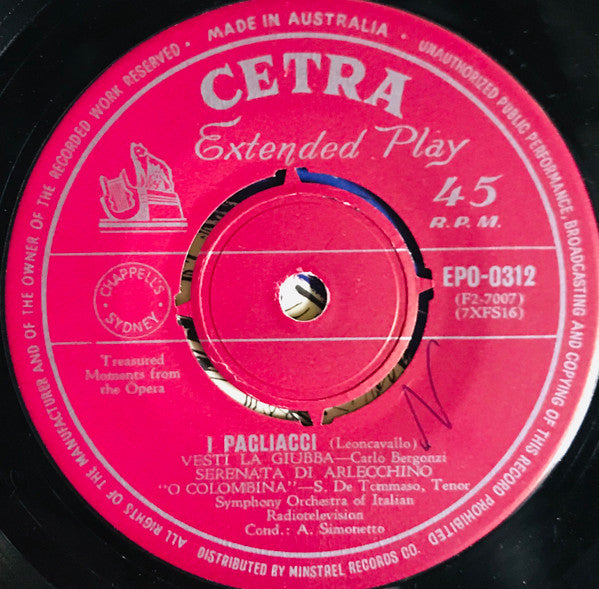 MADE IN AUSTRALIA
UNAUTHORIZED PUBLIC PERFORMANCE, BROADCASTING AND COPYING OF THIS RECORD PROHIBITED
ALL RIGHTS OF THE MANUFACTURER AND OF THE OWNER OF THE RECORDED WORK RESERVED
CETRA
Extended Play
45
R.P.M.
EPO-0312
(F2-7007)
(7XFS16)
CHAPPELL'S
SYDNEY
Treasured
Moments from
the Opera
N
I PAGLIACCI (Leoncavallo)
VESTI LA GIUBBA—Carlo Bergonzi
SERENATA DI ARLECCHINO
"O COLOMBINA"—S. De Tommaso, Tenor
Symphony Orchestra of Italian
Radiotelevision
Cond: A. Simonetto
DISTRIBUTED BY MINSTREL RECORDS CO.